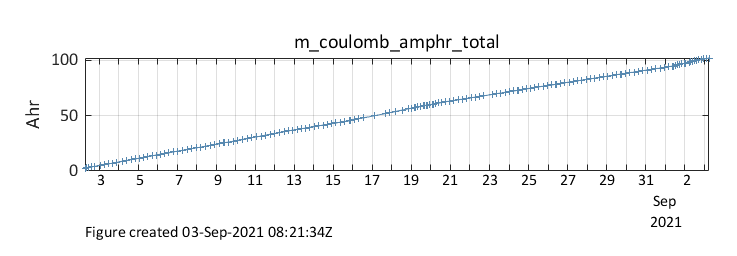 m_coulomb_amphr_total
100
50
0
Ahr
3 5 7 9 11 13 15 17 19 21 23 25 27 29 31 2
Sep
2021
Figure created 03-Sep-2021 08:21:34Z